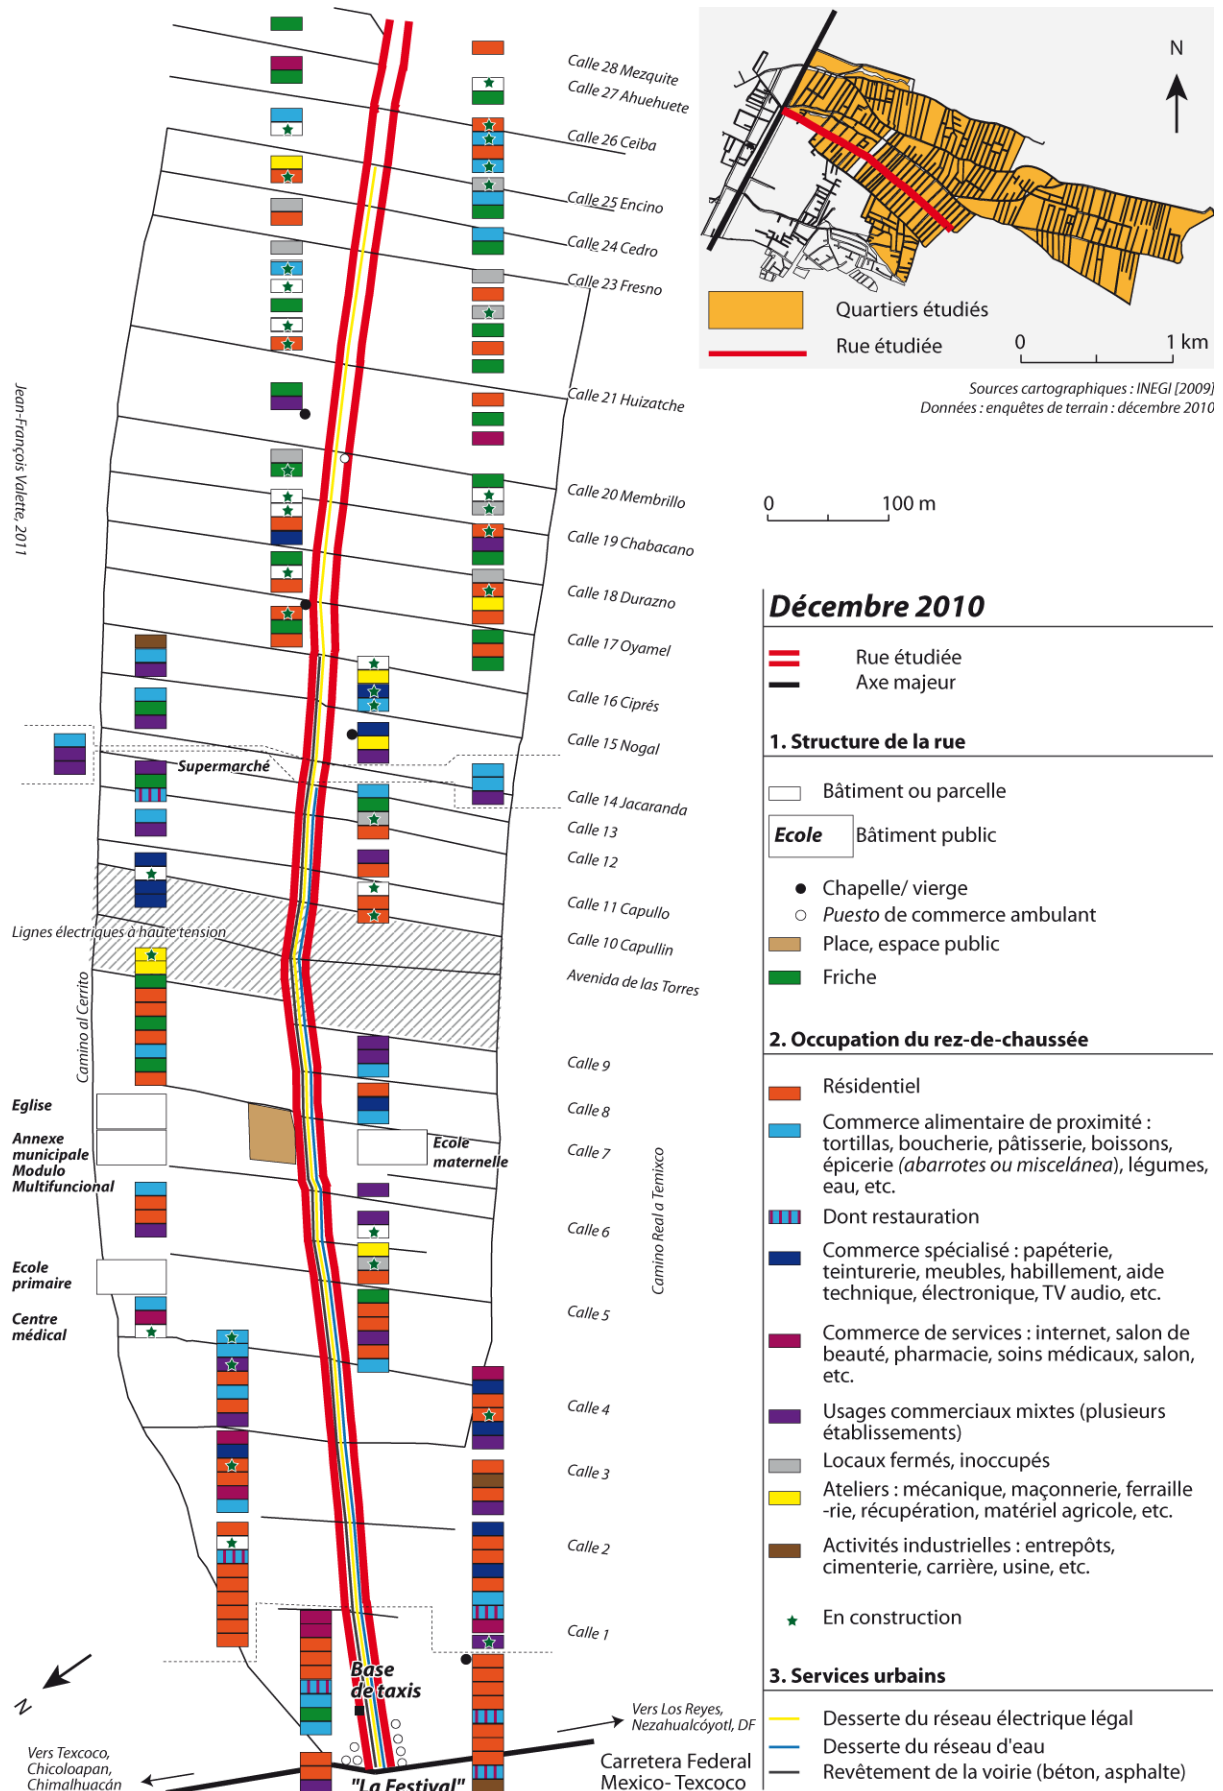 Calle 28 Mezquite
Calle 27 Ahuehuete
Calle 26 Ceiba
Calle 25 Encino
Calle 24 Cedro
Calle 23 Fresno
Calle 21 Huizatche
Calle 20 Membrillo
Calle 19 Chabacano
Calle 18 Durazno
Calle 17 Oyamel
Calle 16 Ciprés
Calle 15 Nogal
Calle 14 Jacaranda
Calle 13
Calle 12
Calle 11 Capullo
Calle 10 Capullin
Avenida de las Torres
Calle 9
Calle 8
Calle 7
Calle 6
Calle 5
Calle 4
Calle 3
Calle 2
Calle 1
Jean-François Valette, 2011
Supermarché
Lignes électriques à haute tension
Camino al Cerrito
Eglise
Annexe
municipale
Modulo
Multifuncional
Ecole
maternelle
Camino Real a Temixco
Ecole
primaire
Centre
médical
Base
de taxis
N
Vers Texcoco,
Chicoloapan,
Chimalhuacán
"La Festival"
Vers Los Reyes,
Nezahualcóyotl, DF
Carretera Federal
Mexico- Texcoco
N
Quartiers étudiés
Rue étudiée
0 1 km
Sources cartographiques : INEGI [2009]
Données : enquêtes de terrain : décembre 2010
0 100 m
Décembre 2010
Rue étudiée
Axe majeur
1. Structure de la rue
Bâtiment ou parcelle
Ecole Bâtiment public
Chapelle/ vierge
Puesto de commerce ambulant
Place, espace public
Friche
2. Occupation du rez-de-chaussée
Résidentiel
Commerce alimentaire de proximité :
tortillas, boucherie, pâtisserie, boissons,
épicerie (abarrotes ou miscelánea), légumes,
eau, etc.
Dont restauration
Commerce spécialisé : papéterie,
teinturerie, meubles, habillement, aide
technique, électronique, TV audio, etc.
Commerce de services : internet, salon de
beauté, pharmacie, soins médicaux, salon,
etc.
Usages commerciaux mixtes (plusieurs
établissements)
Locaux fermés, inoccupés
Ateliers : mécanique, maçonnerie, ferraille
-rie, récupération, matériel agricole, etc.
Activités industrielles : entrepôts,
cimenterie, carrière, usine, etc.
En construction
3. Services urbains
Desserte du réseau électrique légal
Desserte du réseau d'eau
Revêtement de la voirie (béton, asphalte)